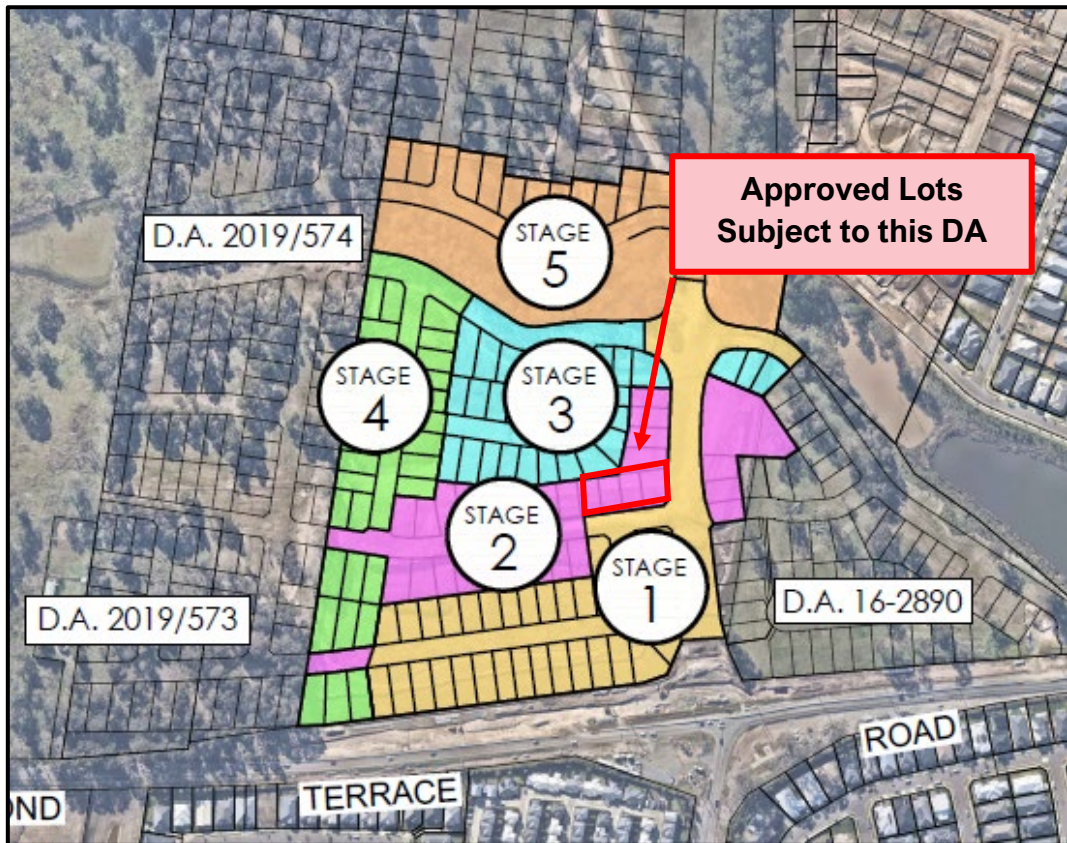 Approved Lots
Subject to this DA
D.A. 2019/574
STAGE
5
STAGE
4
STAGE
3
STAGE
2
STAGE
1
D.A. 2019/573
D.A. 16-2890
ROAD
TERRACE
OND